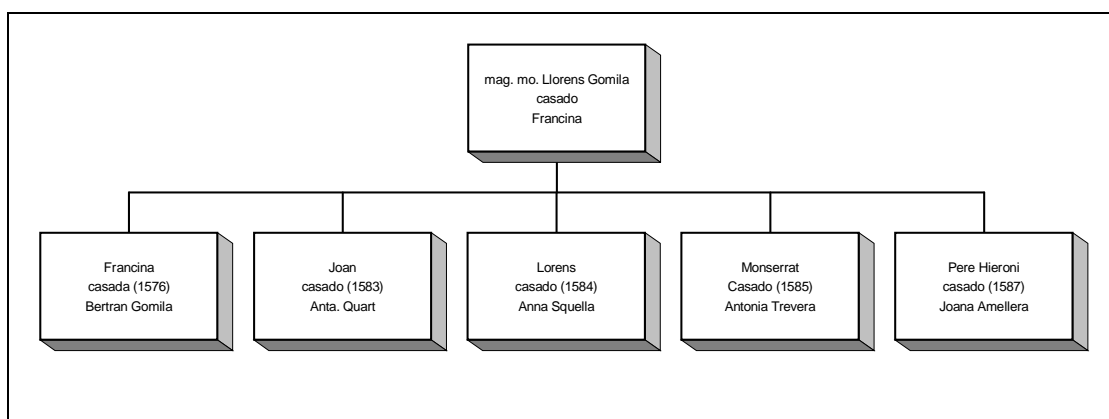 mag. mo. Llorens Gomila
casado
Francina
Francina
casada (1576)
Bertran Gomila
Joan
casado (1583)
Anta. Quart
Lorens
casado (1584)
Anna Squella
Monserrat
Casado (1585)
Antonia Trevera
Pere Hieroni
casado (1587)
Joana Amellera